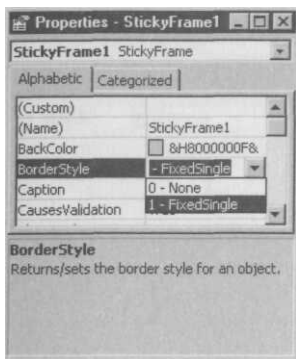 Properties - StickyFrame1
StickyFrame1 StickyFrame
Alphabetic Categorized
(Custom)
(Name) StickyFrame1
BackColor &H8000000F&
BorderStyle - FixedSingle
Caption 0 - None
CausesValidation 1 - FixedSingle
BorderStyle
Returns/sets the border style for an object.